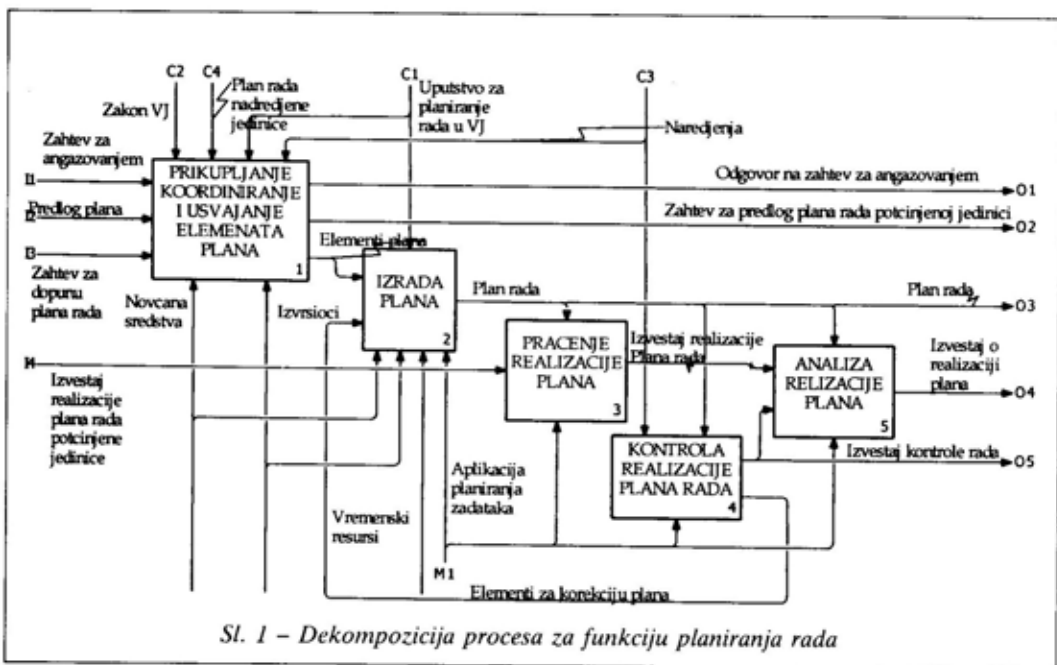 C2
C4
C1
C3
Zakon VJ
Plan rada
nadredjene
jedinice
Uputstvo za
planiranje
rada u VJ
Naredjenja
Zahtev za
angazovanjem
I1
Predlog plana
I2
I3
Zahtev za
dopunu
plana rada
PRIKUPLJANJE
KOORDINIRANJE
I USVAJANJE
ELEMENATA
PLANA
1
Odgovor na zahtev za angazovanjem
O1
Zahtev za predlog plana rada potcinjenoj jedinici
O2
Elementi plana
IZRADA
PLANA
2
Novcana
sredstva
Izvrsioci
Plan rada
Plan rada
O3
PRACENJE
REALIZACIJE
PLANA
3
Izvestaj realizacije
Plana rada
ANALIZA
RELIZACIJE
PLANA
5
Izvestaj o
realizaciji
plana
O4
Izvestaj
realizacije
plana rada
potcinjene
jedinice
KONTROLA
REALIZACIJE
PLANA RADA
4
Izvestaj kontrole rada
O5
Aplikacija
planiranja
zadataka
Vremenski
resursi
M1
Elementi za korekciju plana
Sl. 1 – Dekompozicija procesa za funkciju planiranja rada